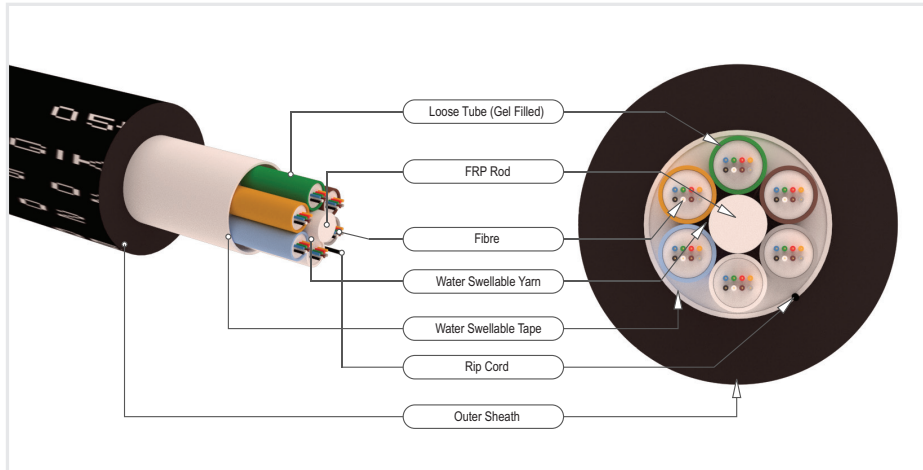 Loose Tube (Gel Filled)
FRP Rod
Fibre
Water Swellable Yarn
Water Swellable Tape
Rip Cord
Outer Sheath